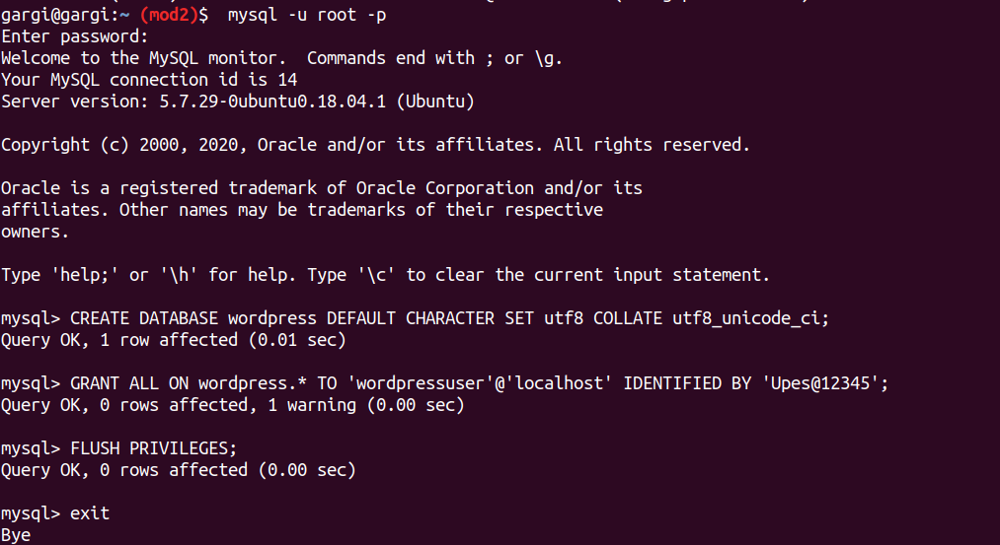 gargi@gargi:~ (mod2)$  mysql -u root -p
Enter password:
Welcome to the MySQL monitor.  Commands end with ; or \g.
Your MySQL connection id is 14
Server version: 5.7.29-0ubuntu0.18.04.1 (Ubuntu)

Copyright (c) 2000, 2020, Oracle and/or its affiliates. All rights reserved.

Oracle is a registered trademark of Oracle Corporation and/or its
affiliates. Other names may be trademarks of their respective
owners.

Type 'help;' or '\h' for help. Type '\c' to clear the current input statement.

mysql> CREATE DATABASE wordpress DEFAULT CHARACTER SET utf8 COLLATE utf8_unicode_ci;
Query OK, 1 row affected (0.01 sec)

mysql> GRANT ALL ON wordpress.* TO 'wordpressuser'@'localhost' IDENTIFIED BY 'Upes@12345';
Query OK, 0 rows affected, 1 warning (0.00 sec)

mysql> FLUSH PRIVILEGES;
Query OK, 0 rows affected (0.00 sec)

mysql> exit
Bye